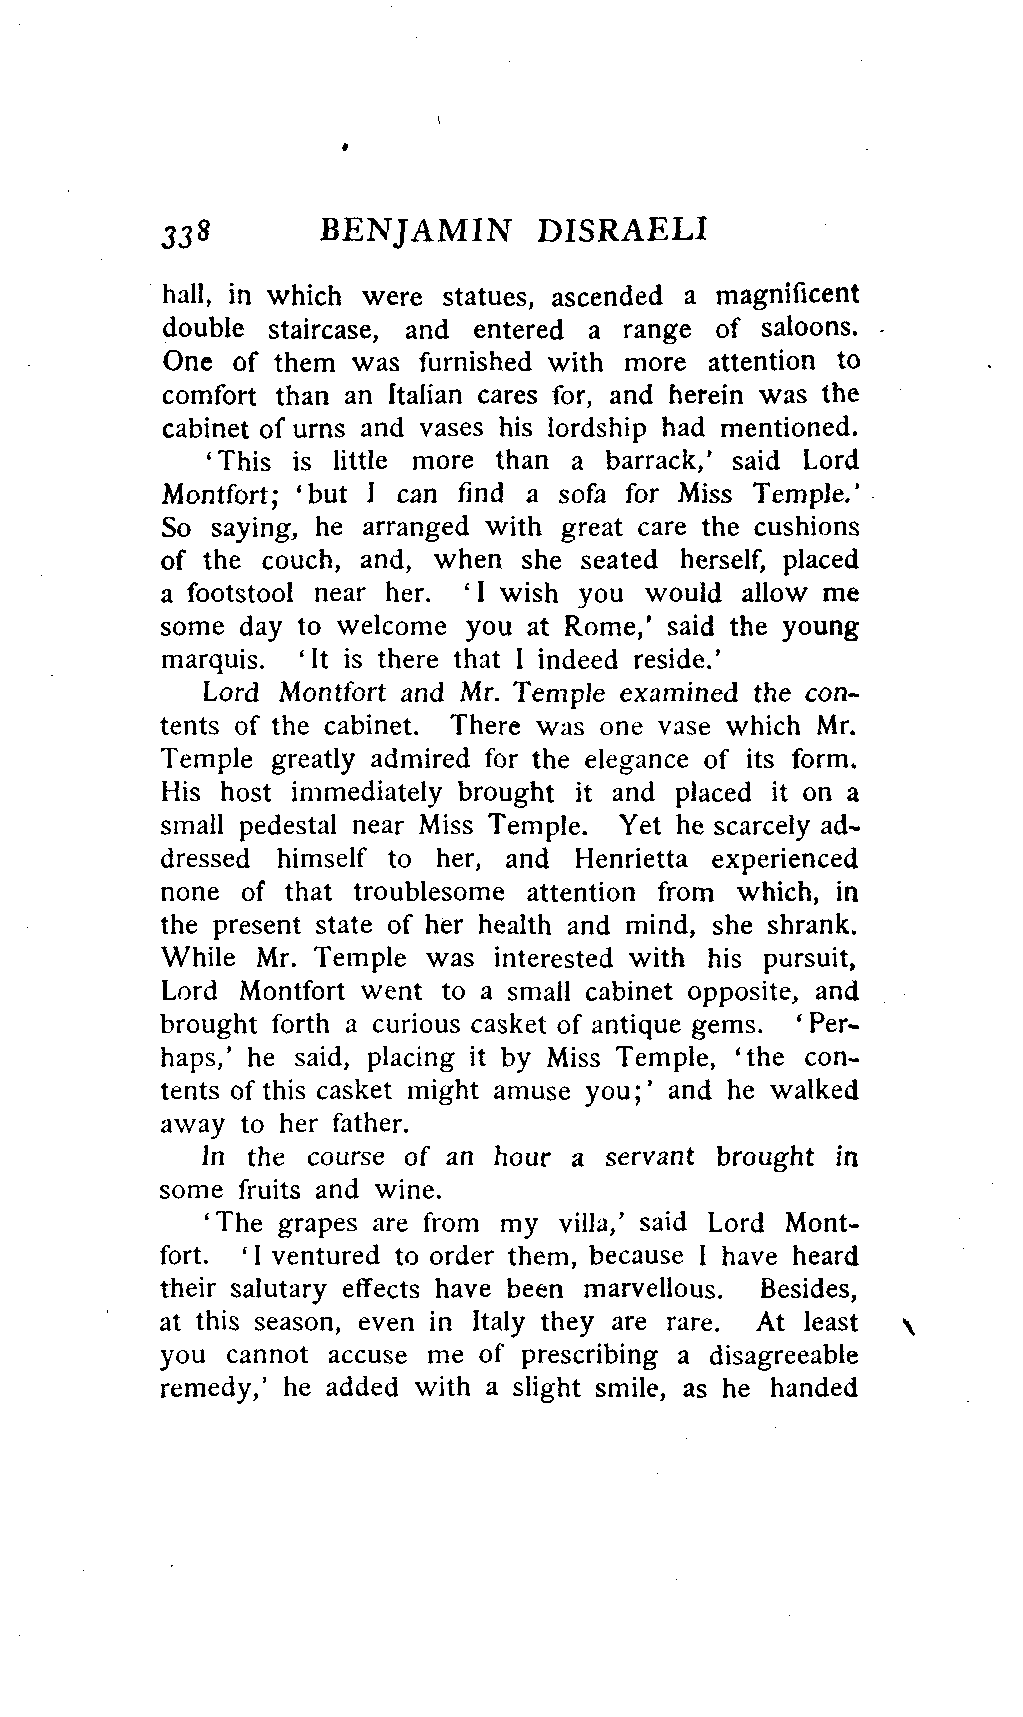 338 BENJAMIN DISRAELI
hall, in which were statues, ascended a magnificent
double staircase, and entered a range of saloons.
One of them was furnished with more attention to
comfort than an Italian cares for, and herein was the
cabinet of urns and vases his lordship had mentioned.
'This is little more than a barrack,' said Lord
Montfort; 'but I can find a sofa for Miss Temple.'
So saying, he arranged with great care the cushions
of the couch, and, when she seated herself, placed
a footstool near her. 'I wish you would allow me
some day to welcome you at Rome,' said the young
marquis. 'It is there that I indeed reside.'
Lord Montfort and Mr. Temple examined the con-
tents of the cabinet. There was one vase which Mr.
Temple greatly admired for the elegance of its form.
His host immediately brought it and placed it on a
small pedestal near Miss Temple. Yet he scarcely ad-
dressed himself to her, and Henrietta experienced
none of that troublesome attention from which, in
the present state of her health and mind, she shrank.
While Mr. Temple was interested with his pursuit,
Lord Montfort went to a small cabinet opposite, and
brought forth a curious casket of antique gems. 'Per-
haps,' he said, placing it by Miss Temple, 'the con-
tents of this casket might amuse you;' and he walked
away to her father.
In the course of an hour a servant brought in
some fruits and wine.
'The grapes are from my villa,' said Lord Mont-
fort. 'I ventured to order them, because I have heard
their salutary effects have been marvellous. Besides,
at this season, even in Italy they are rare. At least
you cannot accuse me of prescribing a disagreeable
remedy,' he added with a slight smile, as he handed